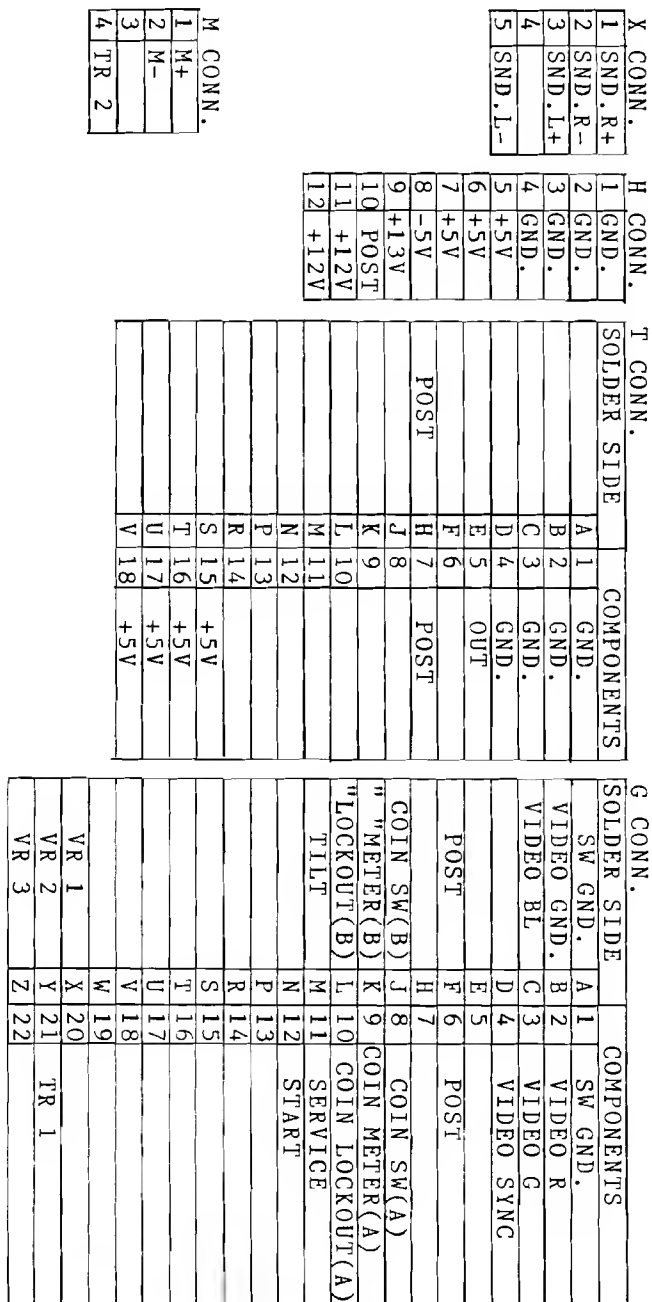 X CONN.
1 SND.R+
2 SND.R-
3 SND.L+
4
5 SND.L-
M CONN.
1 M+
2 M-
3
4 TR 2
H CONN.
1 GND.
2 GND.
3 GND.
4 GND.
5 +5V
6 +5V
7 +5V
8 -5V
9 +13V
10 POST
11 +12V
12 +12V
T CONN.
SOLDER SIDE COMPONENTS
A 1 GND.
B 2 GND.
C 3 GND.
D 4 GND.
E 5 OUT
F 6
POST H 7 POST
J 8
K 9
L 10
M 11
N 12
P 13
R 14
S 15 +5V
T 16 +5V
U 17 +5V
V 18 +5V
G CONN.
SOLDER SIDE COMPONENTS
SW GND. A 1 SW GND.
VIDEO GND. B 2 VIDEO R
VIDEO BL C 3 VIDEO G
D 4 VIDEO SYNC
E 5
POST F 6 POST
H 7
COIN SW(B) J 8 COIN SW(A)
" "METER(B) K 9 COIN METER(A)
"LOCKOUT(B) L 10 COIN LOCKOUT(A)
TILT M 11 SERVICE
N 12 START
P 13
R 14
S 15
T 16
U 17
V 18
W 19
VR 1 X 20
VR 2 Y 21 TR 1
VR 3 Z 22